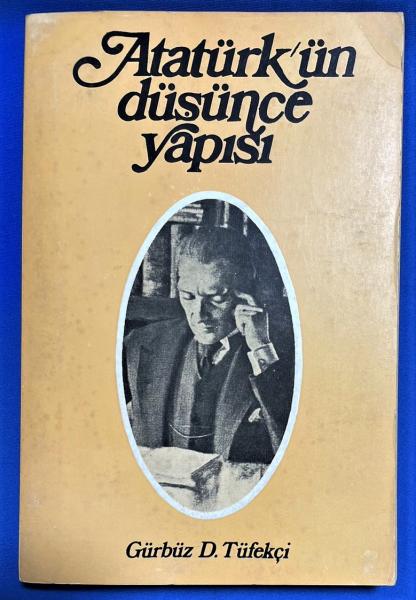 Atatürk'ün
düşünce
yapısı
Gürbüz D. Tüfekçi